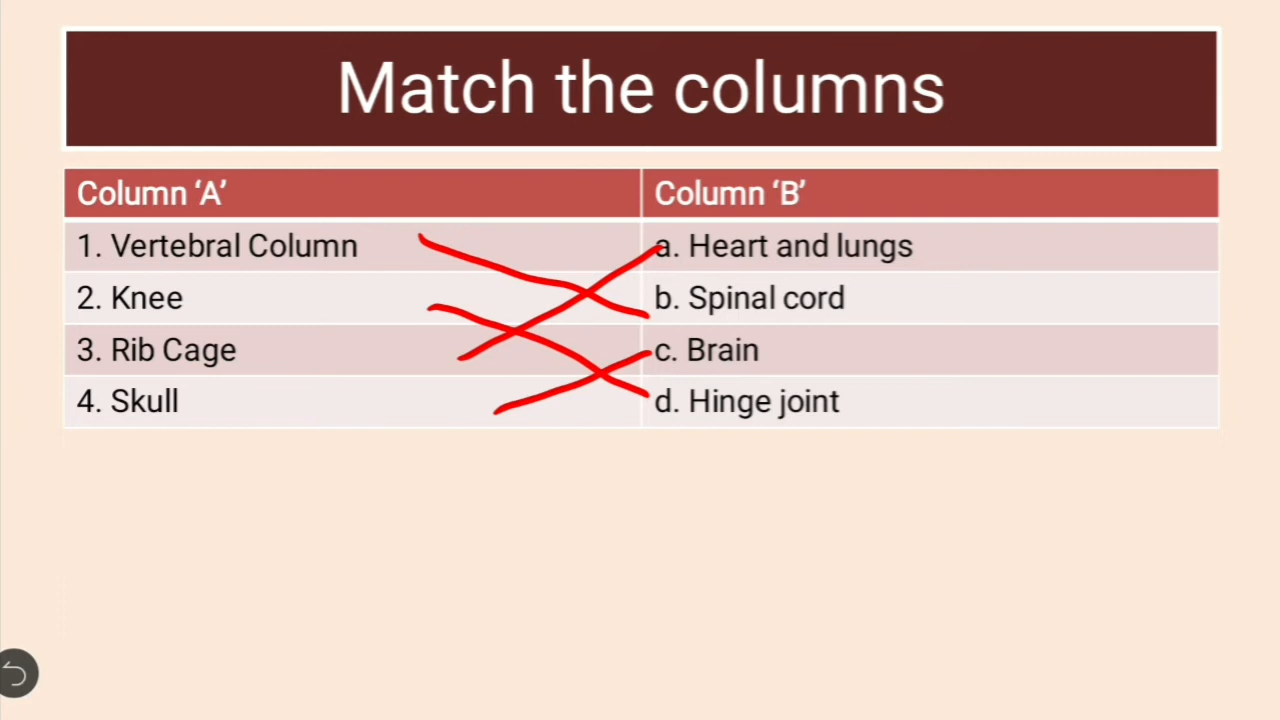 Match the columns
Column ‘A’ Column ‘B’
1. Vertebral Column a. Heart and lungs
2. Knee b. Spinal cord
3. Rib Cage c. Brain
4. Skull d. Hinge joint